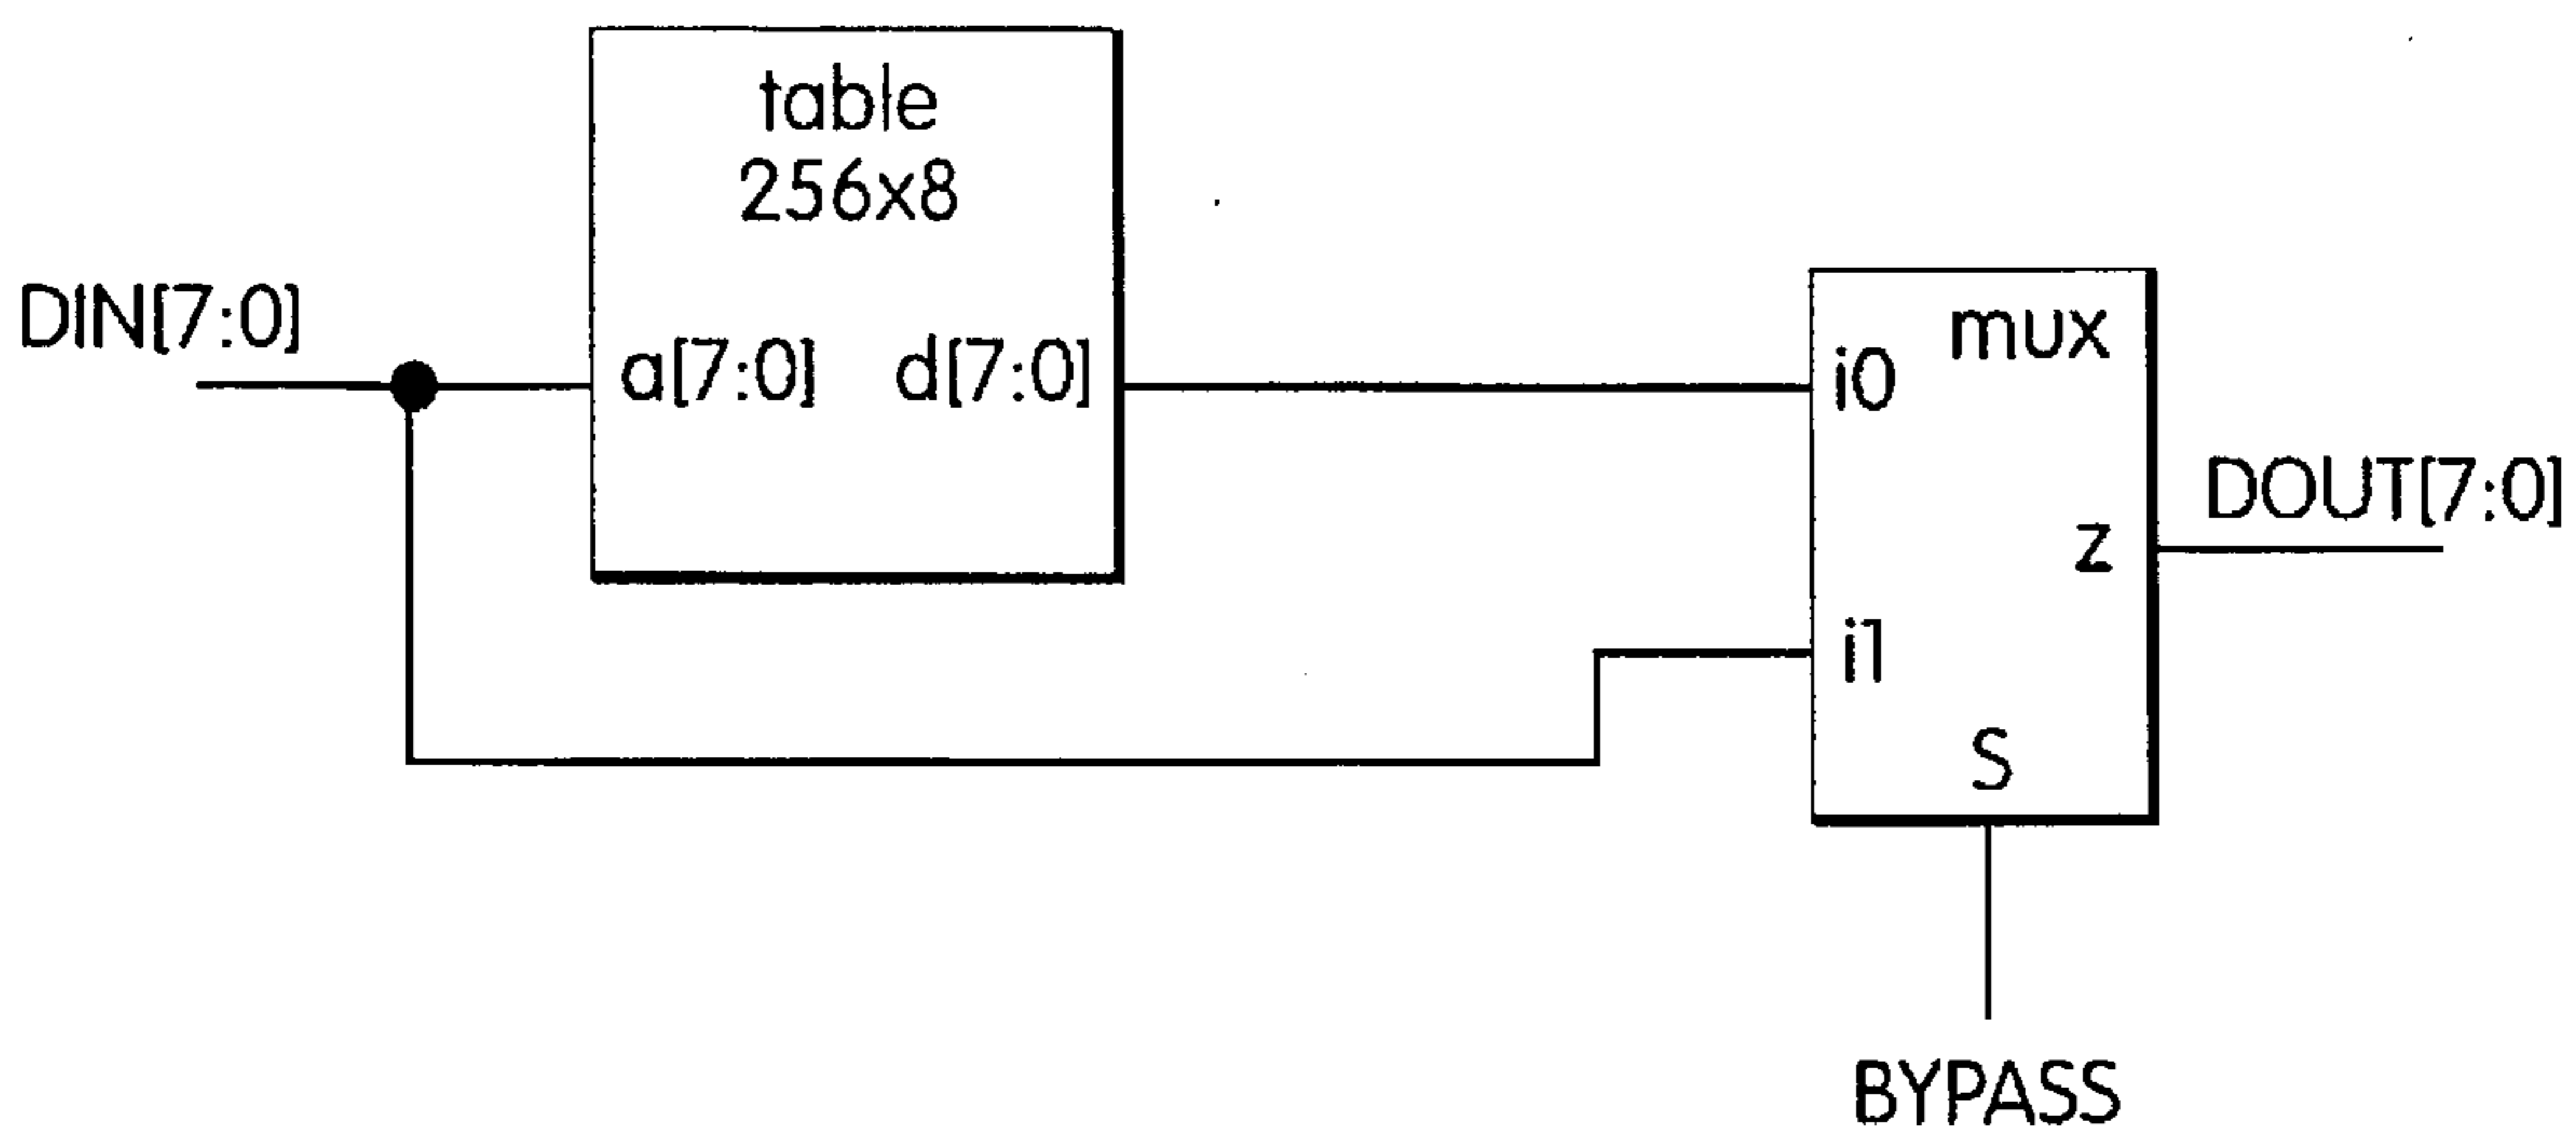 table
256x8
DIN[7:0]
a[7:0] d[7:0]
mux
i0
DOUT[7:0]
z
i1
S
BYPASS